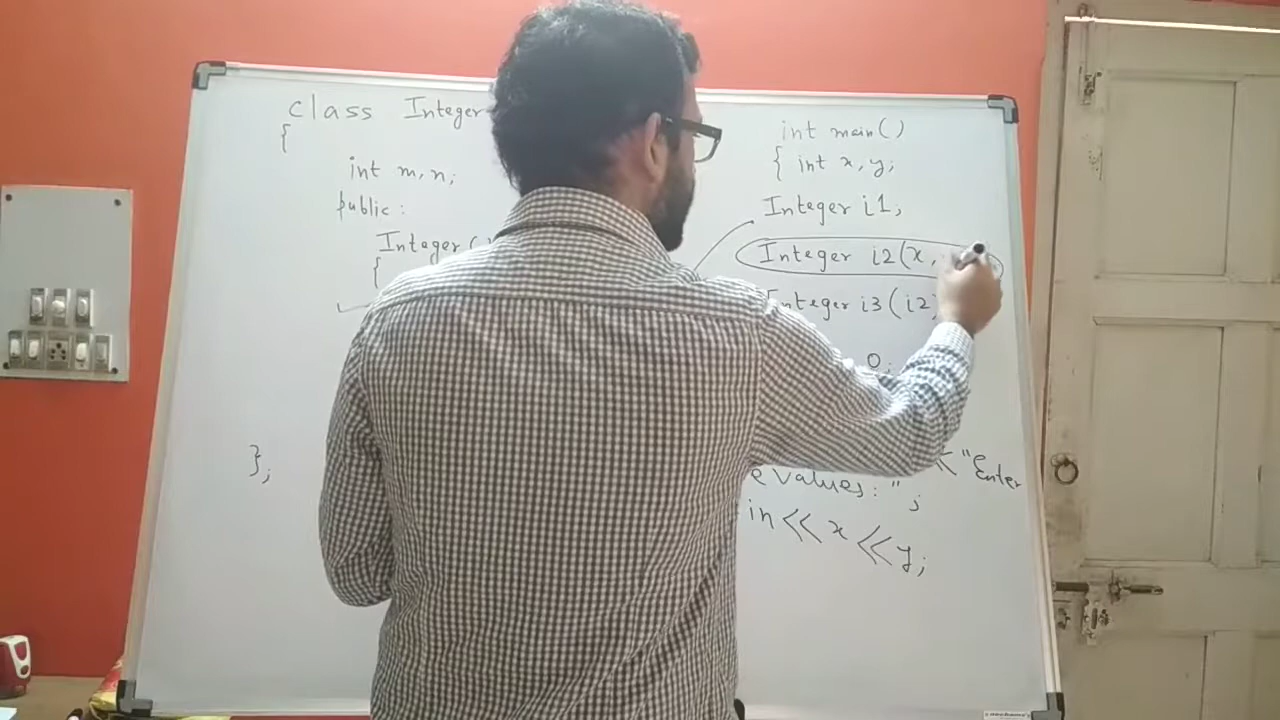 class Integer
{
int m, n;
public :
Integer (
{
};
int main()
{ int x, y;
Integer i1;
Integer i2(x,
Integer i3(i2)
0;
<< "Enter
e values : " ;
in << x << y;